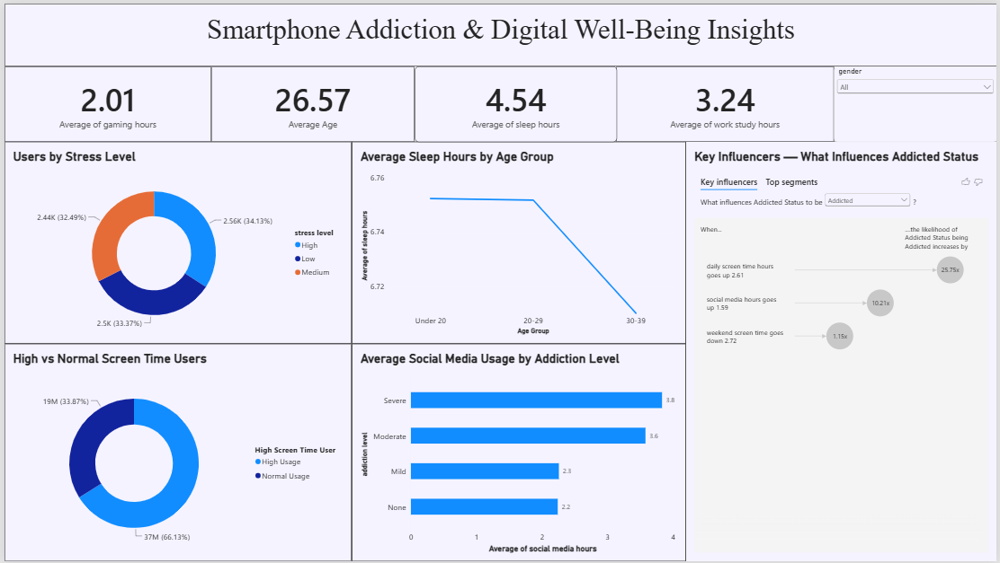 Smartphone Addiction & Digital Well-Being Insights
2.01
Average of gaming hours
26.57
Average Age
4.54
Average of sleep hours
3.24
Average of work study hours
gender
All
Users by Stress Level
2.44K (32.49%)
2.56K (34.13%)
2.5K (33.37%)
stress level
High
Low
Medium
Average Sleep Hours by Age Group
Average of sleep hours
6.76
6.74
6.72
Under 20
20-29
30-39
Age Group
Key Influencers — What Influences Addicted Status
Key influencers
Top segments
What influences Addicted Status to be
Addicted
?
When...
...the likelihood of
Addicted Status being
Addicted increases by
daily screen time hours
goes up 2.61
25.75x
social media hours goes
up 1.59
10.21x
weekend screen time goes
down 2.72
1.15x
High vs Normal Screen Time Users
19M (33.87%)
37M (66.13%)
High Screen Time User
High Usage
Normal Usage
Average Social Media Usage by Addiction Level
addiction level
Severe
3.8
Moderate
3.6
Mild
2.3
None
2.2
0
1
2
3
4
Average of social media hours